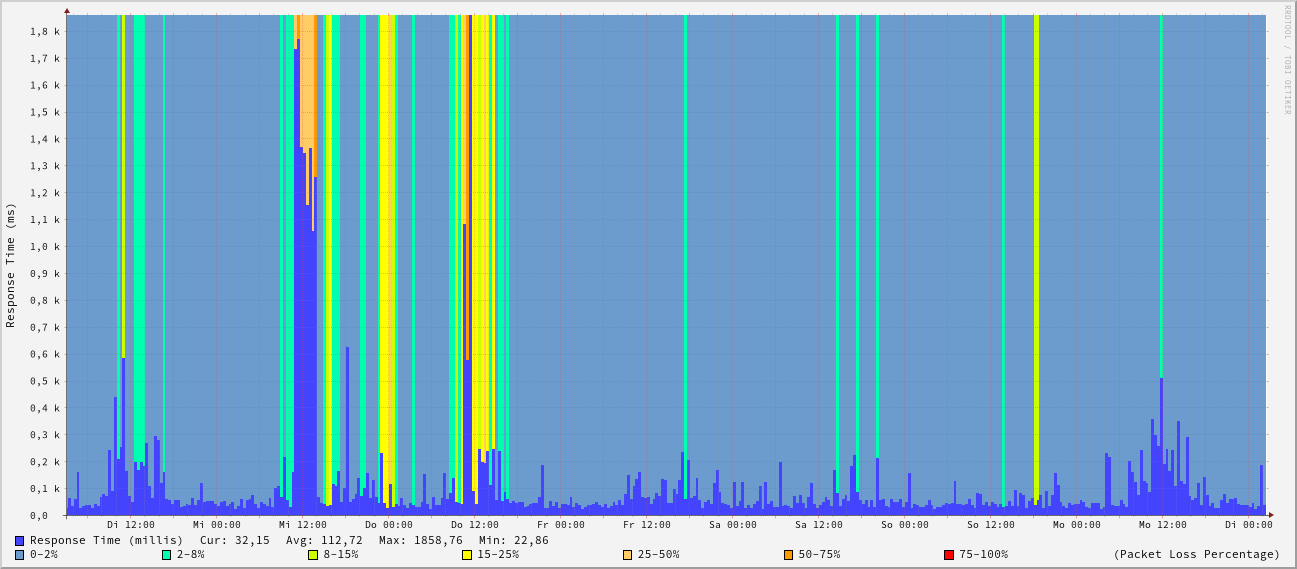 RRDTOOL / TOBI OETIKER
Response Time (ms)
1,8 k
1,7 k
1,6 k
1,5 k
1,4 k
1,3 k
1,2 k
1,1 k
1,0 k
0,9 k
0,8 k
0,7 k
0,6 k
0,5 k
0,4 k
0,3 k
0,2 k
0,1 k
0,0
Di 12:00 Mi 00:00 Mi 12:00 Do 00:00 Do 12:00 Fr 00:00 Fr 12:00 Sa 00:00 Sa 12:00 So 00:00 So 12:00 Mo 00:00 Mo 12:00 Di 00:00
Response Time (millis) Cur: 32,15 Avg: 112,72 Max: 1858,76 Min: 22,86
0-2% 2-8% 8-15% 15-25% 25-50% 50-75% 75-100% (Packet Loss Percentage)